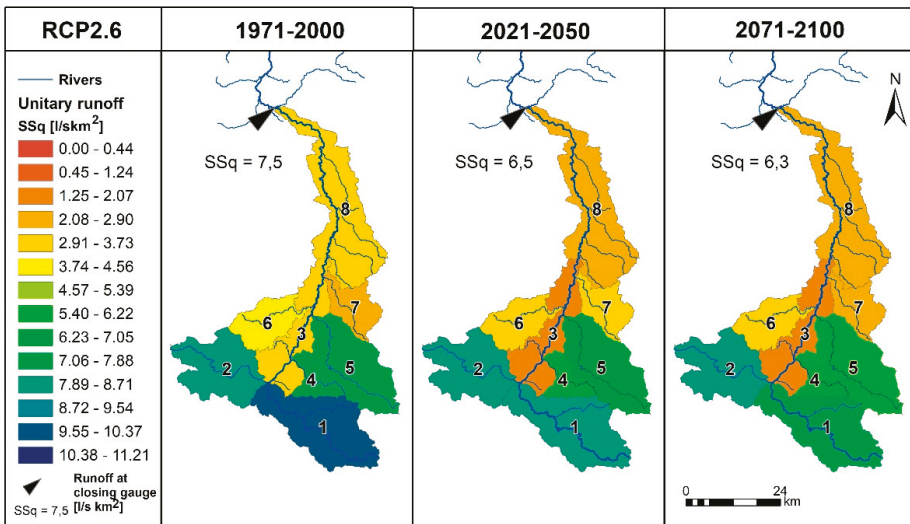 RCP2.6
1971-2000
2021-2050
2071-2100
Rivers
Unitary runoff
SSq [l/skm2]
0.00 - 0.44
0.45 - 1.24
1.25 - 2.07
2.08 - 2.90
2.91 - 3.73
3.74 - 4.56
4.57 - 5.39
5.40 - 6.22
6.23 - 7.05
7.06 - 7.88
7.89 - 8.71
8.72 - 9.54
9.55 - 10.37
10.38 - 11.21
Runoff at
closing gauge
SSq = 7,5 [l/s km2]
SSq = 7,5
8
7
6
3
2
5
4
1
SSq = 6,5
8
7
6
3
2
5
4
1
N
SSq = 6,3
8
7
6
3
2
5
4
1
0 24
km